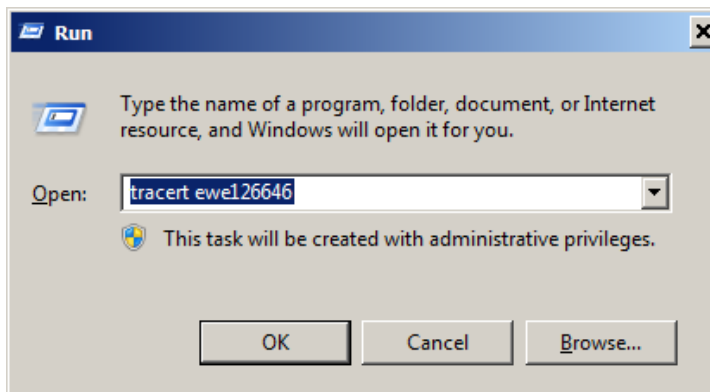 Run
Type the name of a program, folder, document, or Internet
resource, and Windows will open it for you.
Open: tracert ewe126646
This task will be created with administrative privileges.
OK Cancel Browse...